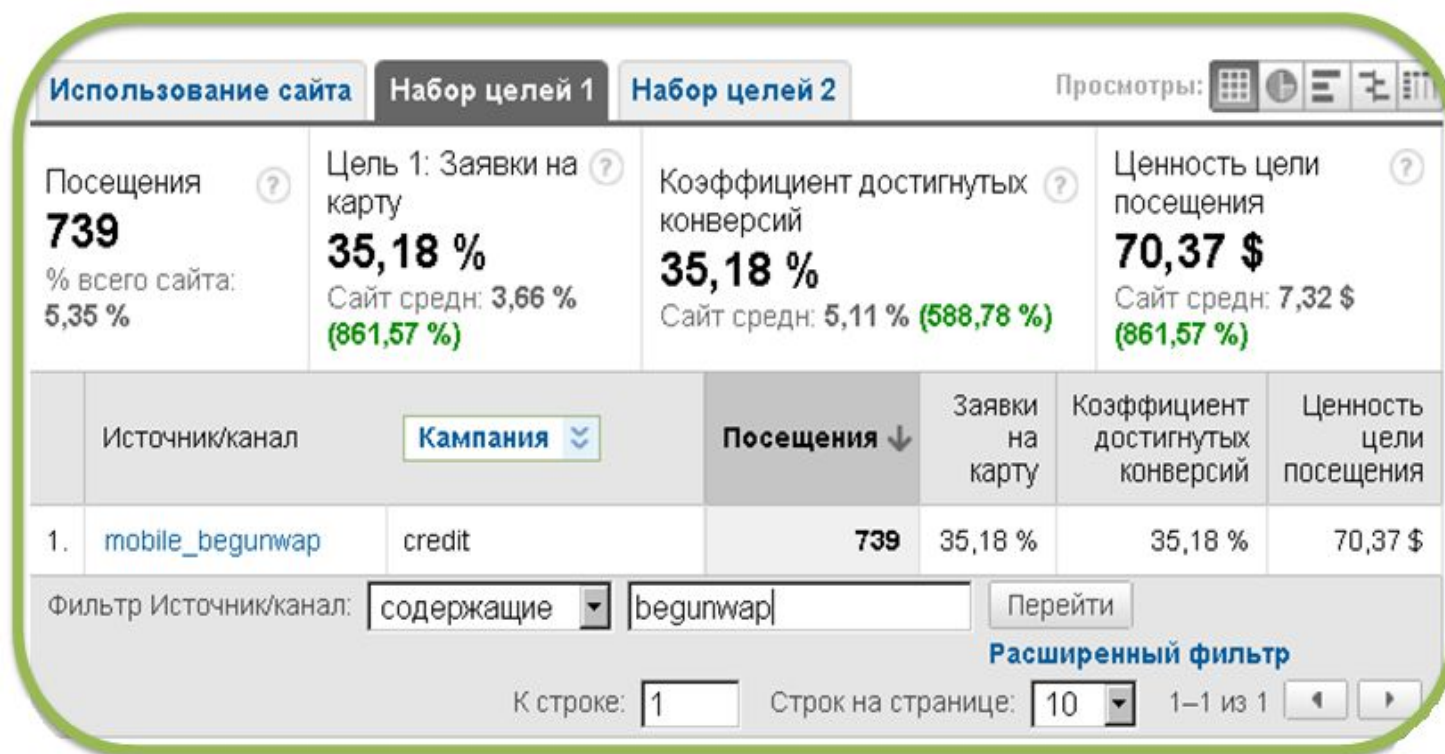 Использование сайта
Набор целей 1
Набор целей 2
Просмотры:
Посещения
739
% всего сайта:
5,35 %
Цель 1: Заявки на
карту
35,18 %
Сайт средн: 3,66 %
(861,57 %)
Коэффициент достигнутых
конверсий
35,18 %
Сайт средн: 5,11 % (588,78 %)
Ценность цели
посещения
70,37 $
Сайт средн: 7,32 $
(861,57 %)
Источник/канал
Кампания
Посещения
Заявки
на
карту
Коэффициент
достигнутых
конверсий
Ценность
цели
посещения
1. mobile_begunwap credit 739 35,18 % 35,18 % 70,37 $
Фильтр Источник/канал: содержащие begunwap Перейти
Расширенный фильтр
К строке: 1 Строк на странице: 10 1–1 из 1